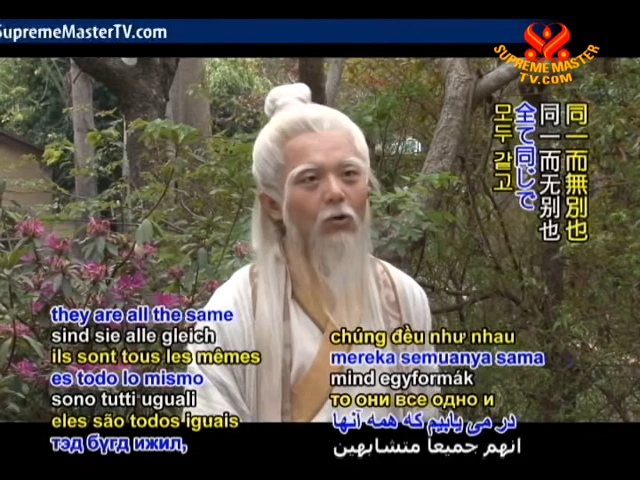 SupremeMasterTV.com
SUPREME MASTER
TV.COM
同一而無別也
同一而无别也
全て同じで
모두 같고
they are all the same
sind sie alle gleich
ils sont tous les mêmes
es todo lo mismo
sono tutti uguali
eles são todos iguais
тэд бүгд ижил,
chúng đều như nhau
mereka semuanya sama
mind egyformák
то они все одно и
در می یابیم که همه آنها
انهم جميعا متشابهين